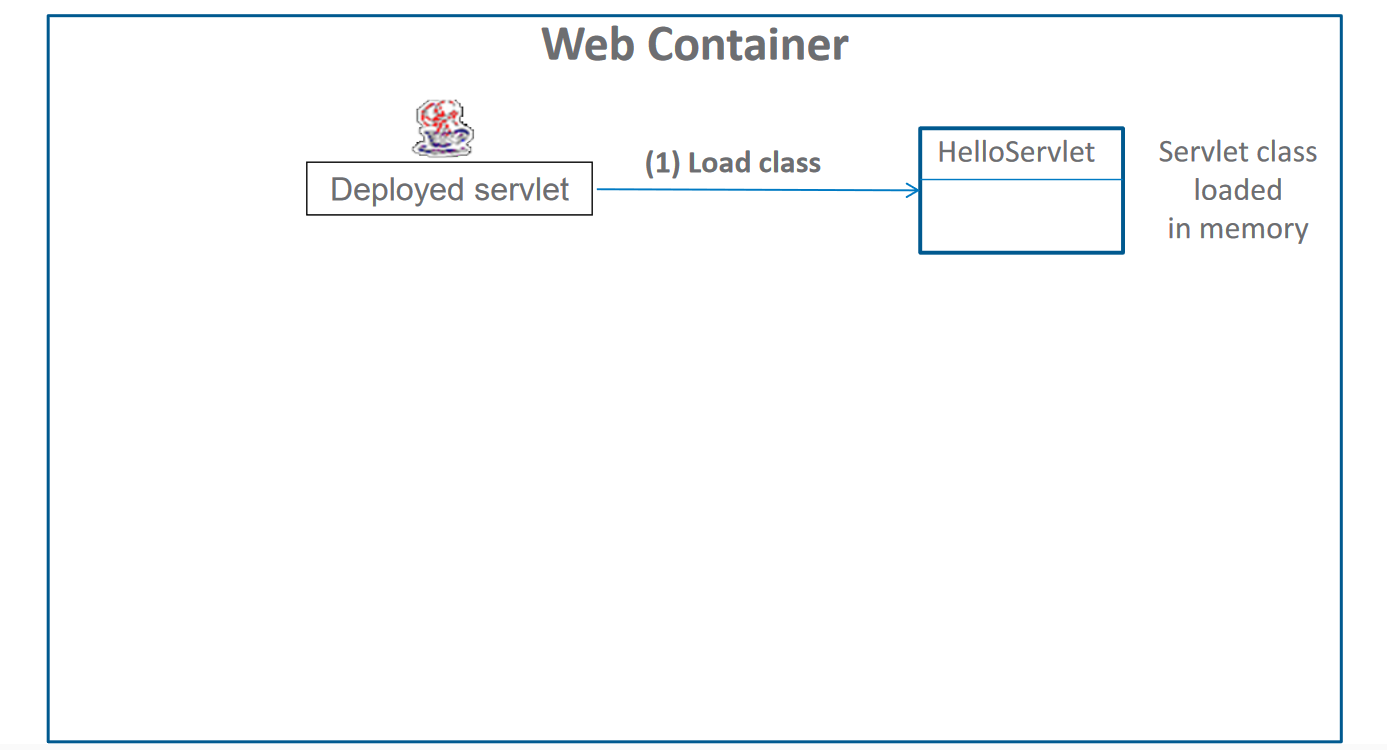 Web Container
(1) Load class
Deployed servlet
HelloServlet
Servlet class
loaded
in memory